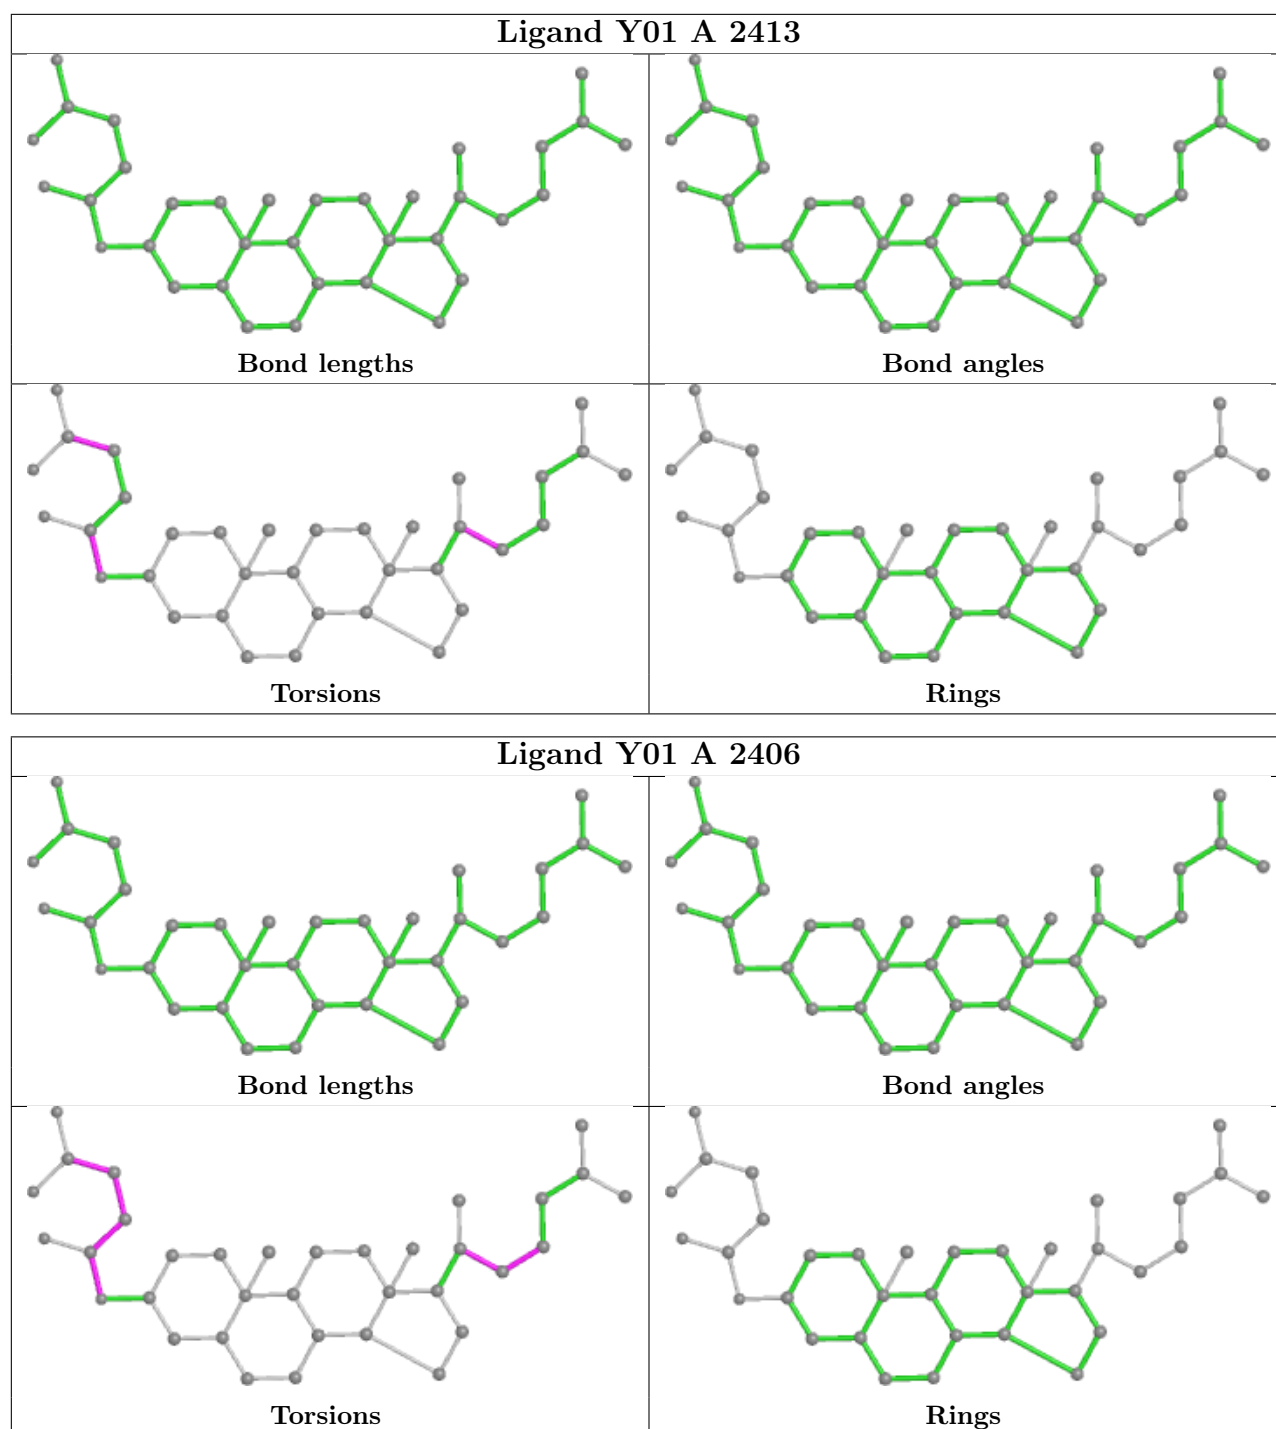 Ligand Y01 A 2413
Bond lengths
Bond angles
Torsions
Rings
Ligand Y01 A 2406
Bond lengths
Bond angles
Torsions
Rings